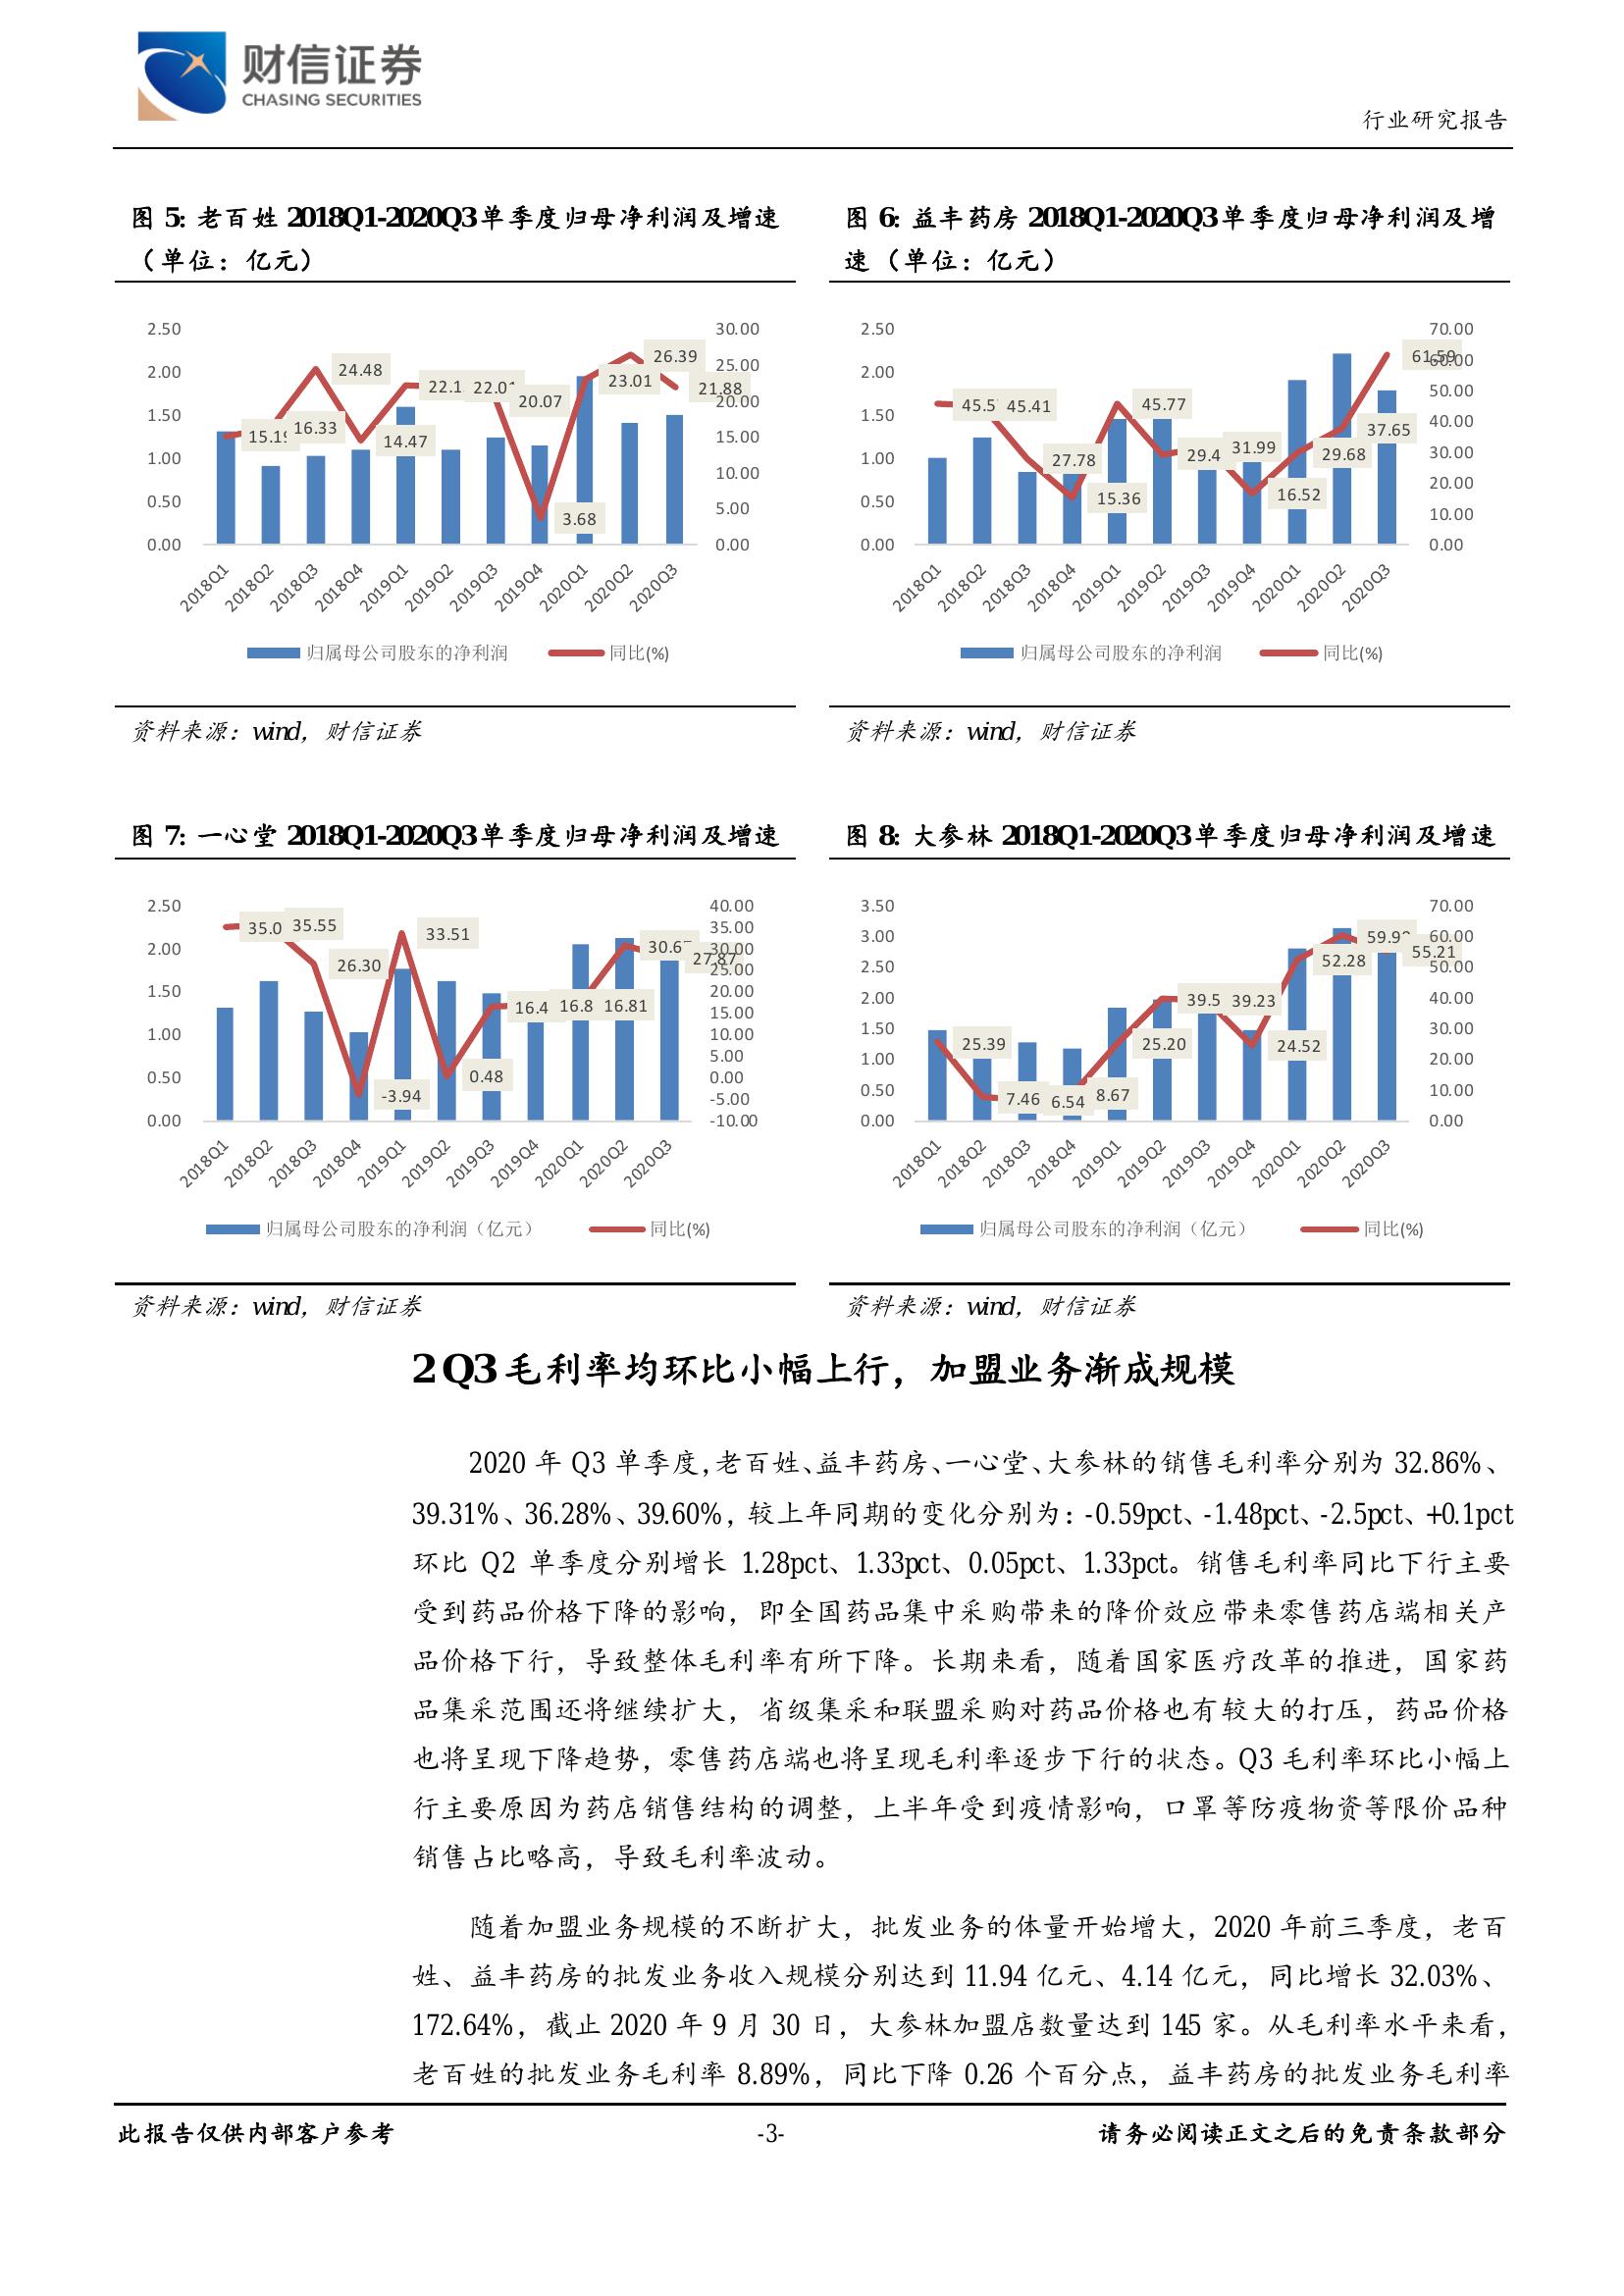 财信证券
CHASING SECURITIES
行业研究报告
图 5: 老百姓 2018Q1-2020Q3单季度归母净利润及增速
（单位：亿元）
2.50
2.00
1.50
1.00
0.50
0.00
30.00
25.00
20.00
15.00
10.00
5.00
0.00
16.33
24.48
14.47
22.1
20.07
3.68
23.01
26.39
21.88
2018Q1
2018Q2
2018Q3
2018Q4
2019Q1
2019Q2
2019Q3
2019Q4
2020Q1
2020Q2
2020Q3
归属母公司股东的净利润
同比(%)
资料来源：wind，财信证券
图 6: 益丰药房 2018Q1-2020Q3单季度归母净利润及增
速（单位：亿元）
2.50
2.00
1.50
1.00
0.50
0.00
70.00
60.00
50.00
40.00
30.00
20.00
10.00
0.00
45.41
27.78
15.36
45.77
29.4
31.99
16.52
29.68
37.65
61.59
2018Q1
2018Q2
2018Q3
2018Q4
2019Q1
2019Q2
2019Q3
2019Q4
2020Q1
2020Q2
2020Q3
归属母公司股东的净利润
同比(%)
资料来源：wind，财信证券
图 7: 一心堂 2018Q1-2020Q3单季度归母净利润及增速
2.50
2.00
1.50
1.00
0.50
0.00
40.00
35.00
30.00
25.00
20.00
15.00
10.00
5.00
0.00
-5.00
-10.00
35.0
35.55
26.30
-3.94
33.51
0.48
16.4
16.8
16.81
27.87
2018Q1
2018Q2
2018Q3
2018Q4
2019Q1
2019Q2
2019Q3
2019Q4
2020Q1
2020Q2
2020Q3
归属母公司股东的净利润（亿元）
同比(%)
资料来源：wind，财信证券
图 8: 大参林 2018Q1-2020Q3单季度归母净利润及增速
3.50
3.00
2.50
2.00
1.50
1.00
0.50
0.00
70.00
60.00
50.00
40.00
30.00
20.00
10.00
0.00
25.39
7.46
6.54
8.67
25.20
39.5
39.23
24.52
52.28
55.21
2018Q1
2018Q2
2018Q3
2018Q4
2019Q1
2019Q2
2019Q3
2019Q4
2020Q1
2020Q2
2020Q3
归属母公司股东的净利润（亿元）
同比(%)
资料来源：wind，财信证券
2 Q3毛利率均环比小幅上行，加盟业务渐成规模
2020 年 Q3 单季度,老百姓、益丰药房、一心堂、大参林的销售毛利率分别为 32.86%、
39.31%、36.28%、39.60%，较上年同期的变化分别为：-0.59pct、-1.48pct、-2.5pct、+0.1pct
环比 Q2 单季度分别增长 1.28pct、1.33pct、0.05pct、1.33pct。销售毛利率同比下行主要
受到药品价格下降的影响，即全国药品集中采购带来的降价效应带来零售药店端相关产
品价格下行，导致整体毛利率有所下降。长期来看，随着国家医疗改革的推进，国家药
品集采范围还将继续扩大，省级集采和联盟采购对药品价格也有较大的打压，药品价格
也将呈现下降趋势，零售药店端也将呈现毛利率逐步下行的状态。Q3 毛利率环比小幅上
行主要原因为药店销售结构的调整，上半年受到疫情影响，口罩等防疫物资等限价品种
销售占比略高，导致毛利率波动。
随着加盟业务规模的不断扩大，批发业务的体量开始增大，2020 年前三季度，老百
姓、益丰药房的批发业务收入规模分别达到 11.94 亿元、4.14 亿元，同比增长 32.03%、
172.64%，截止 2020 年 9 月 30 日，大参林加盟店数量达到 145 家。从毛利率水平来看，
老百姓的批发业务毛利率 8.89%，同比下降 0.26 个百分点，益丰药房的批发业务毛利率
此报告仅供内部客户参考
-3-
请务必阅读正文之后的免责条款部分